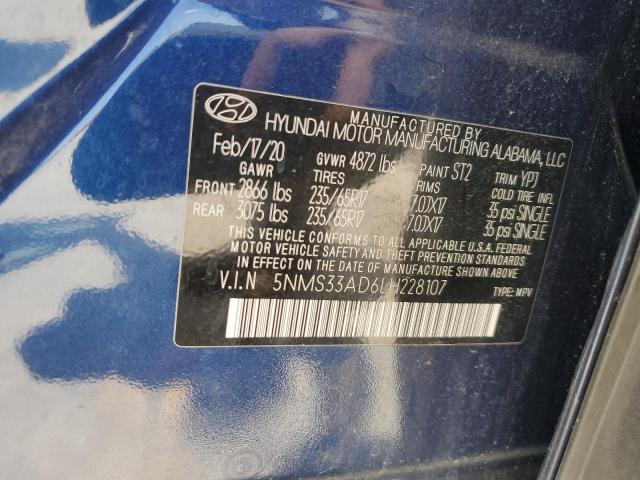 MANUFACTURED BY
HYUNDAI MOTOR MANUFACTURING ALABAMA, LLC
Feb/17/20 GVWR 4872 lbs PAINT ST2 TRIM YPJ
GAWR TIRES RIMS COLD TIRE INFL
FRONT 2866 lbs 235/65R17 7.0JX17 35 psi SINGLE
REAR 3075 lbs 235/65R17 7.0JX17 35 psi SINGLE
THIS VEHICLE CONFORMS TO ALL APPLICABLE U.S.A. FEDERAL
MOTOR VEHICLE SAFETY AND THEFT PREVENTION STANDARDS
IN EFFECT ON THE DATE OF MANUFACTURE SHOWN ABOVE.
V.I.N 5NMS33AD6LH228107
TYPE: MPV